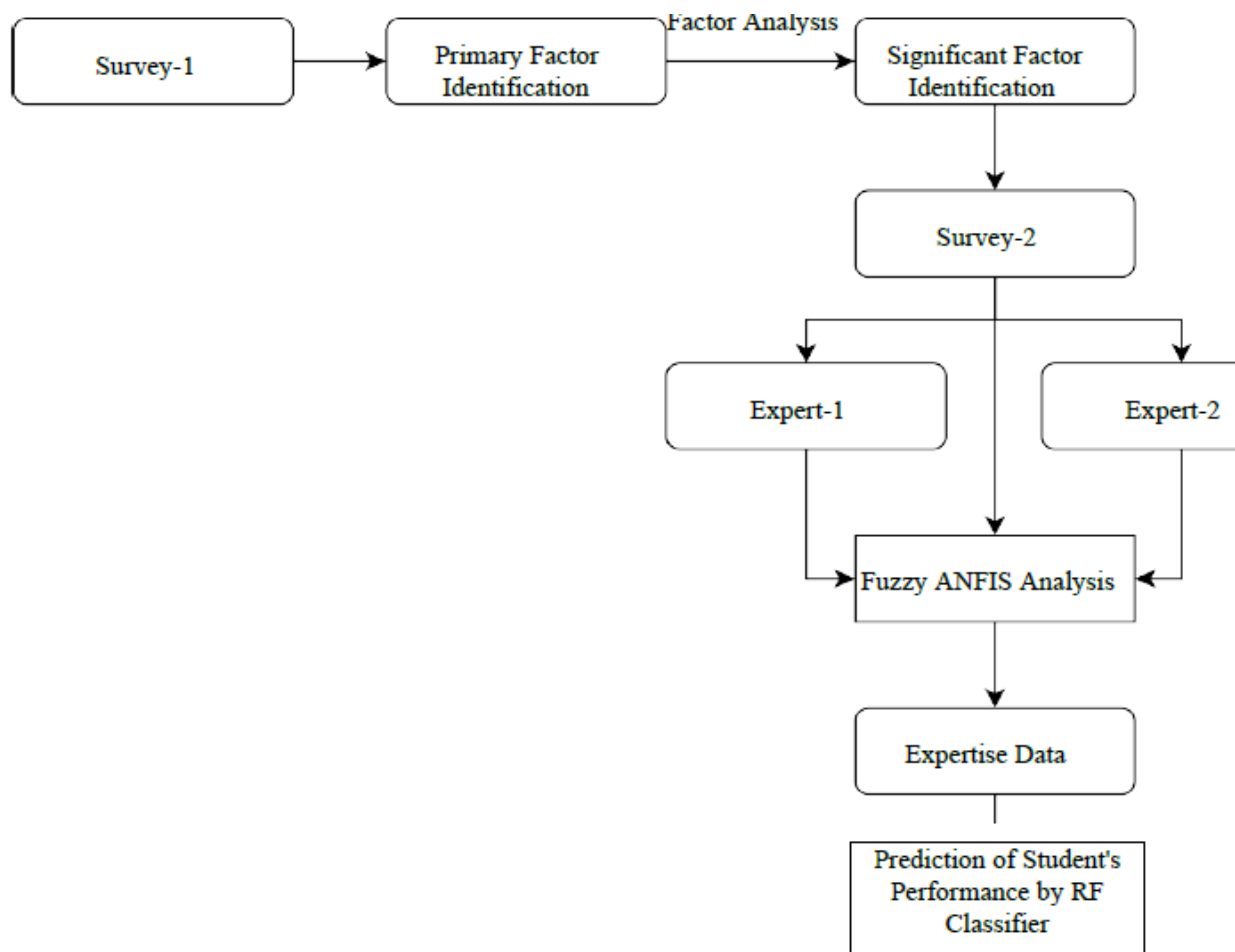 Factor Analysis
Survey-1
Primary Factor
Identification
Significant Factor
Identification
Survey-2
Expert-1
Expert-2
Fuzzy ANFIS Analysis
Expertise Data
Prediction of Student's
Performance by RF
Classifier